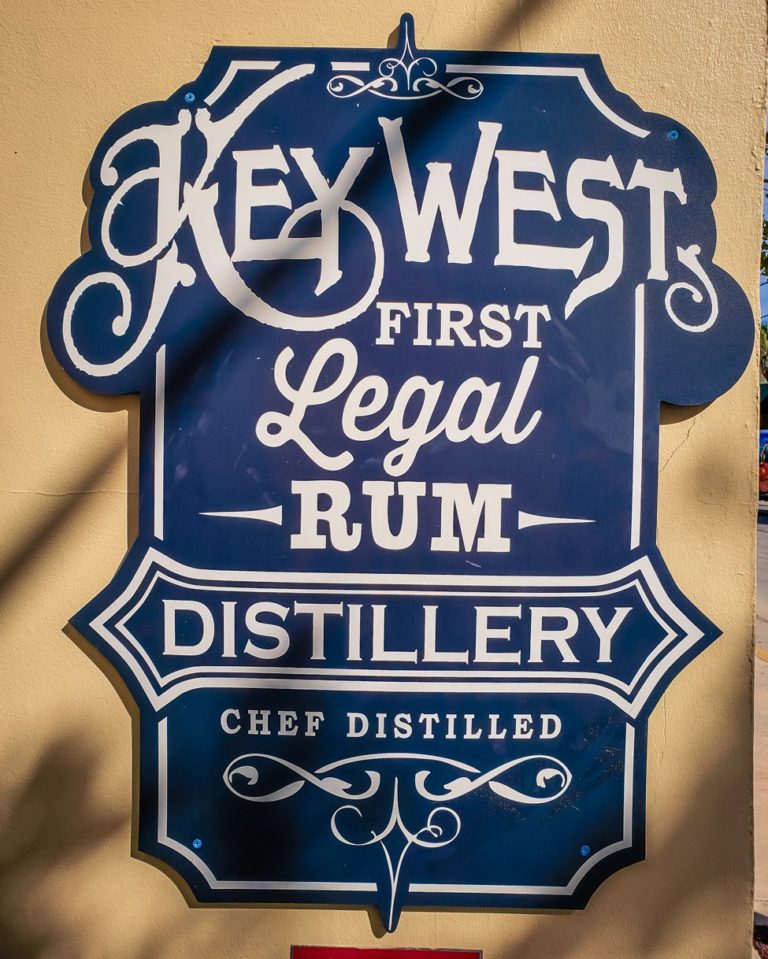 KEY WEST
FIRST
Legal
RUM
DISTILLERY
CHEF DISTILLED